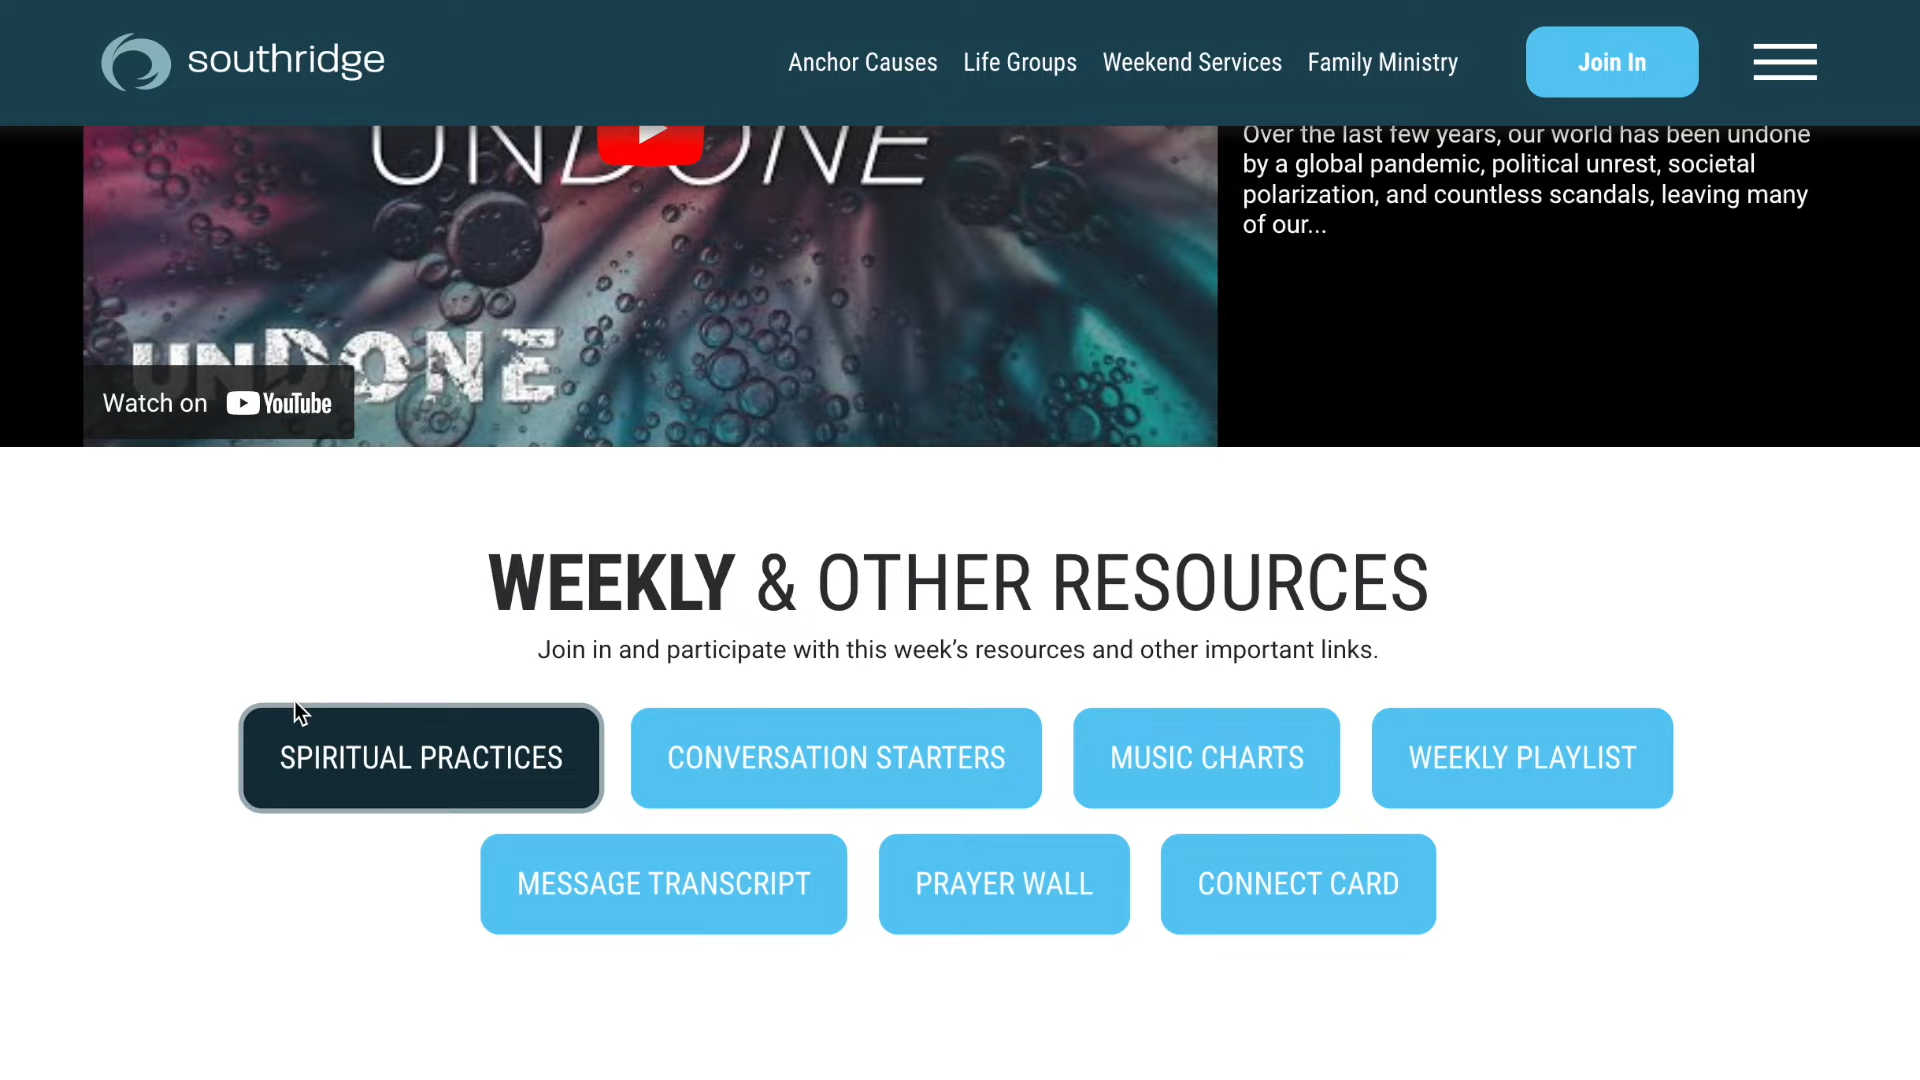 southridge
Anchor Causes Life Groups Weekend Services Family Ministry Join In
UNDONE
Over the last few years, our world has been undone
by a global pandemic, political unrest, societal
polarization, and countless scandals, leaving many
of our...
UNDONE
Watch on YouTube
WEEKLY & OTHER RESOURCES
Join in and participate with this week’s resources and other important links.
SPIRITUAL PRACTICES CONVERSATION STARTERS MUSIC CHARTS WEEKLY PLAYLIST
MESSAGE TRANSCRIPT PRAYER WALL CONNECT CARD